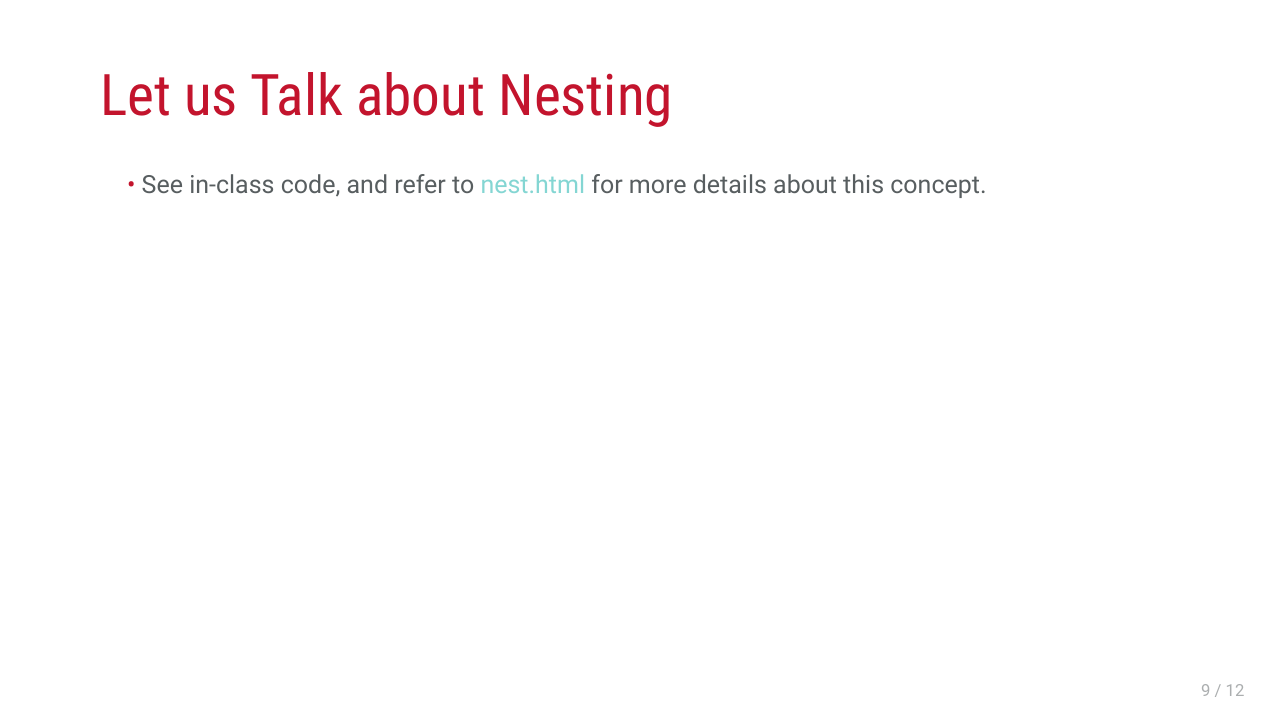 Let us Talk about Nesting
• See in-class code, and refer to nest.html for more details about this concept.
9 / 12